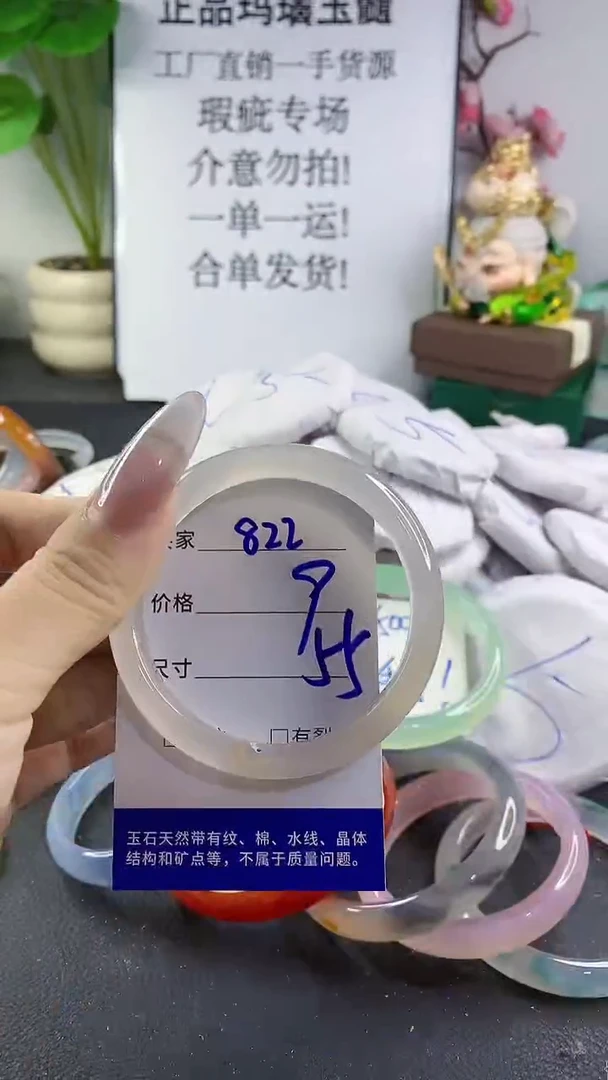 正品玛瑙玉髓
工厂直销一手货源
瑕疵专场
介意勿拍!
一单一运!
合单发货!
家 822
价格 9
尺寸 55
□有裂
玉石天然带有纹、棉、水线、晶体
结构和矿点等，不属于质量问题。